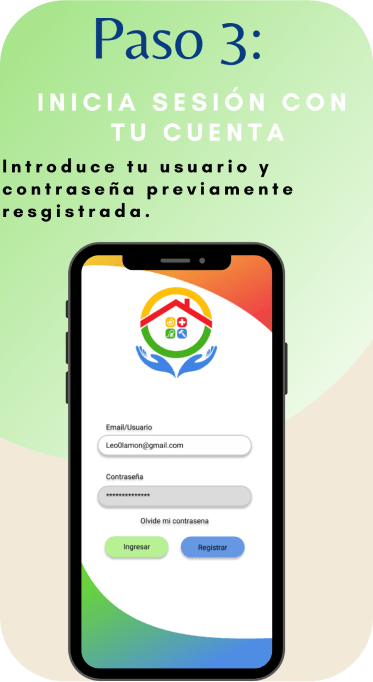 Paso 3:
INICIA SESIÓN CON
TU CUENTA
Introduce tu usuario y
contraseña previamente
resgistrada.
Email/Usuario
Leo0lamon@gmail.com
Contraseña
**************
Olvide mi contrasena
Ingresar
Registrar